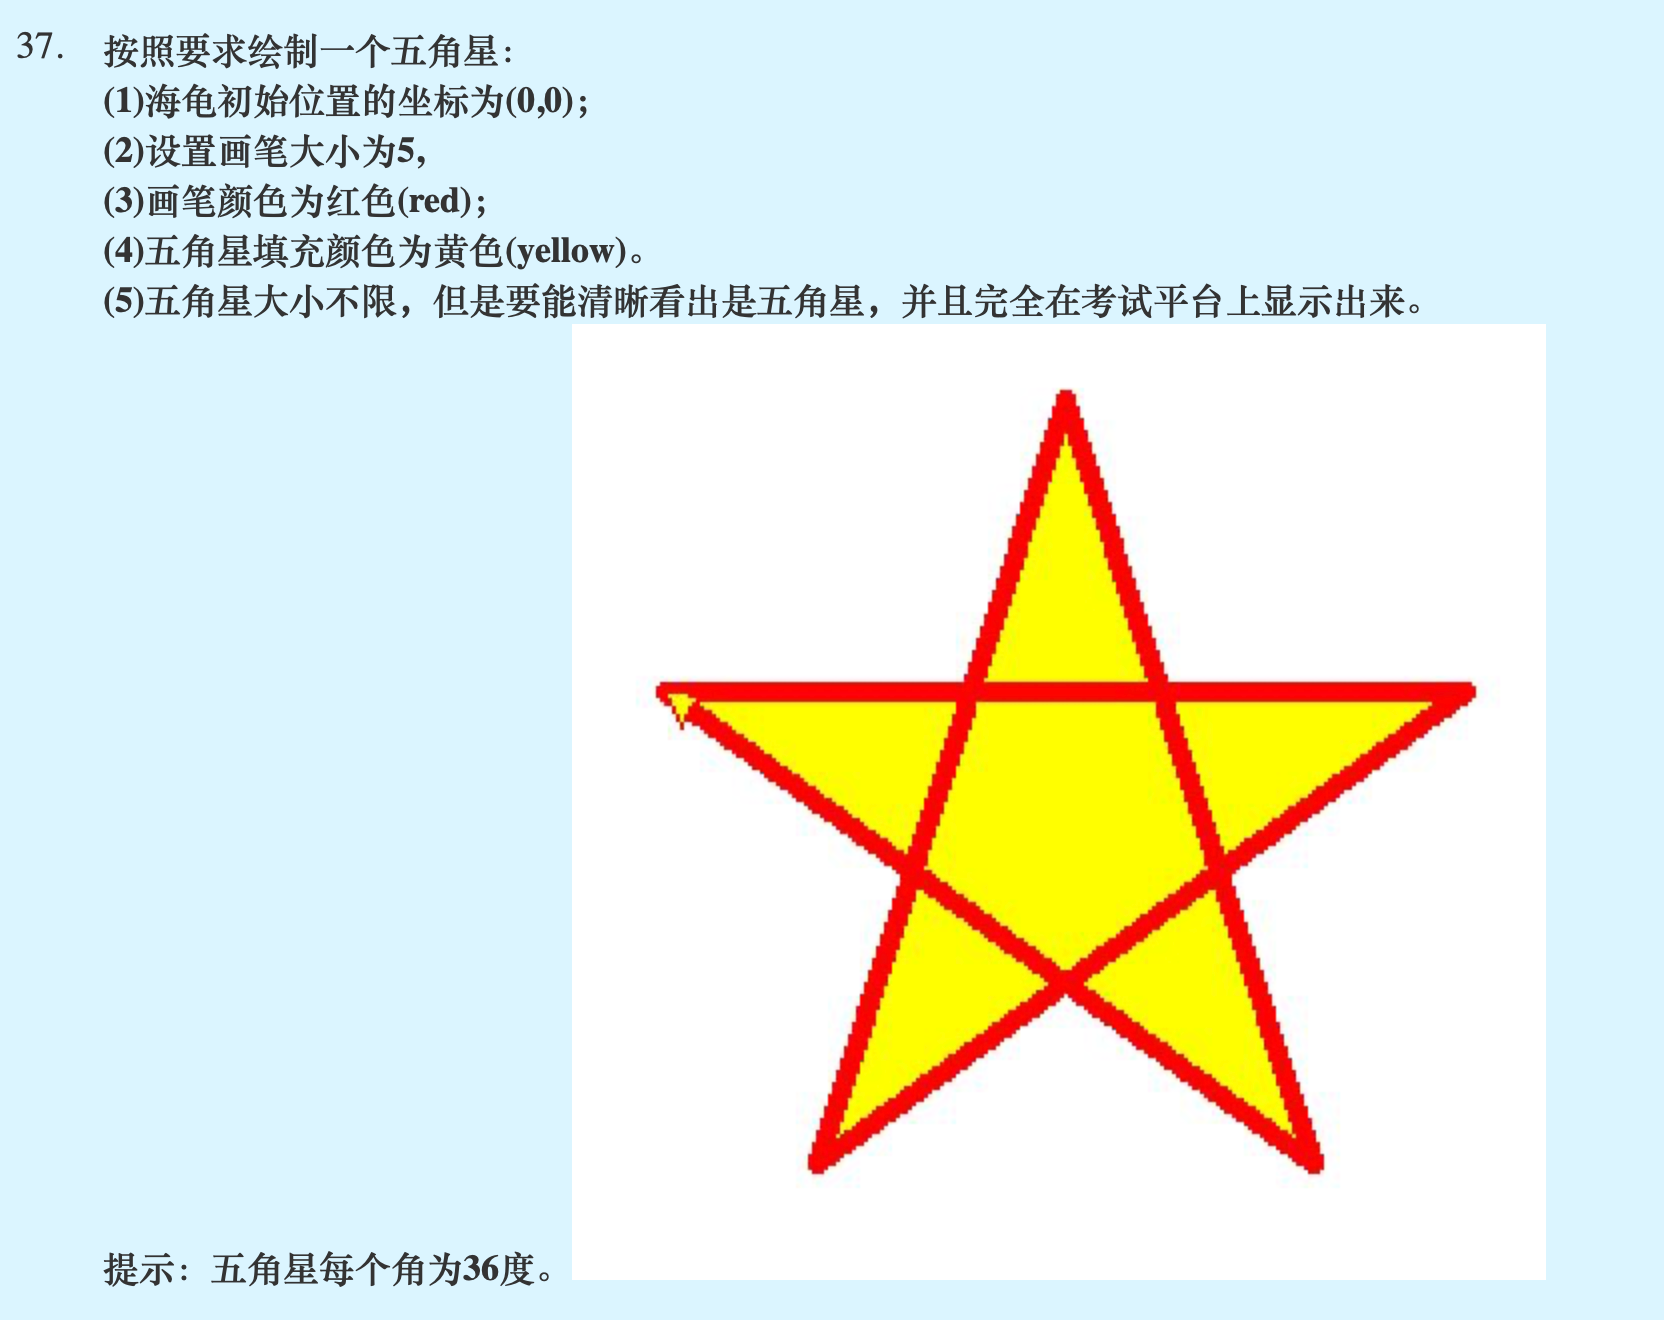 37. 按照要求绘制一个五角星：
(1)海龟初始位置的坐标为(0,0)；
(2)设置画笔大小为5,
(3)画笔颜色为红色(red)；
(4)五角星填充颜色为黄色(yellow)。
(5)五角星大小不限，但是要能清晰看出是五角星，并且完全在考试平台上显示出来。
提示：五角星每个角为36度。